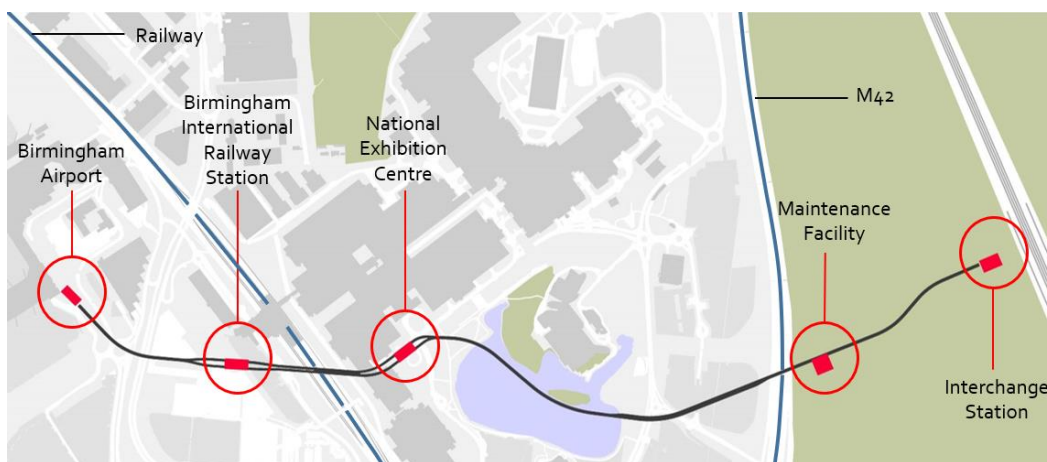 Railway
Birmingham
International
Railway
Station
National
Exhibition
Centre
M42
Birmingham
Airport
Maintenance
Facility
Interchange
Station